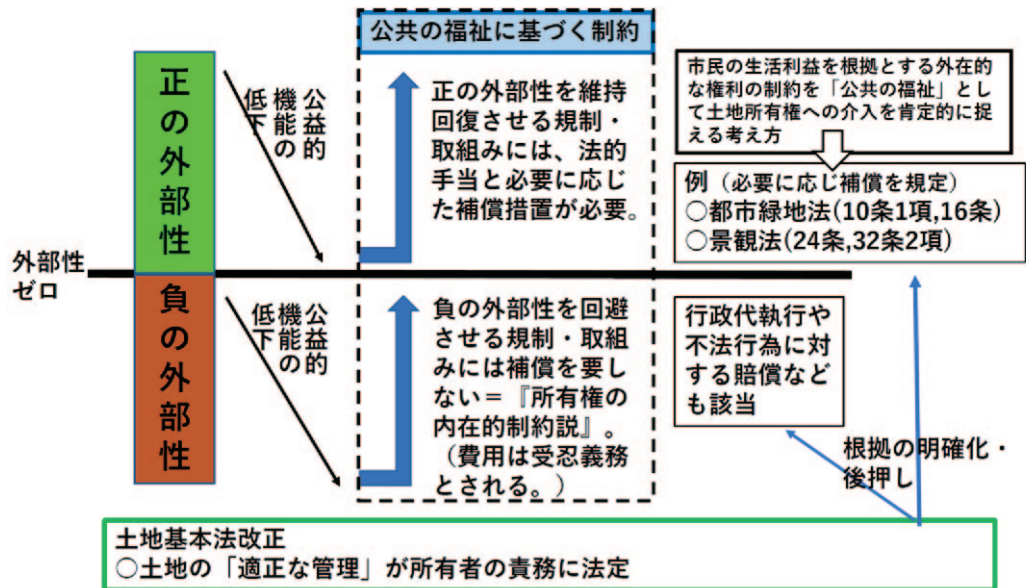 公共の福祉に基づく制約
正の外部性
公益的
機能の
低下
正の外部性を維持
回復させる規制・
取組みには、法的
手当と必要に応じ
た補償措置が必要。
市民の生活利益を根拠とする外在的
な権利の制約を「公共の福祉」とし
て土地所有権への介入を肯定的に捉
える考え方
例（必要に応じ補償を規定）
○都市緑地法(10条1項,16条)
○景観法(24条,32条2項)
外部性
ゼロ
負の外部性
公益的
機能の
低下
負の外部性を回避
させる規制・取組
みには補償を要し
ない＝『所有権の
内在的制約説』。
（費用は受忍義務
とされる。）
行政代執行や
不法行為に対
する賠償など
も該当
根拠の明確化・
後押し
土地基本法改正
○土地の「適正な管理」が所有者の責務に法定